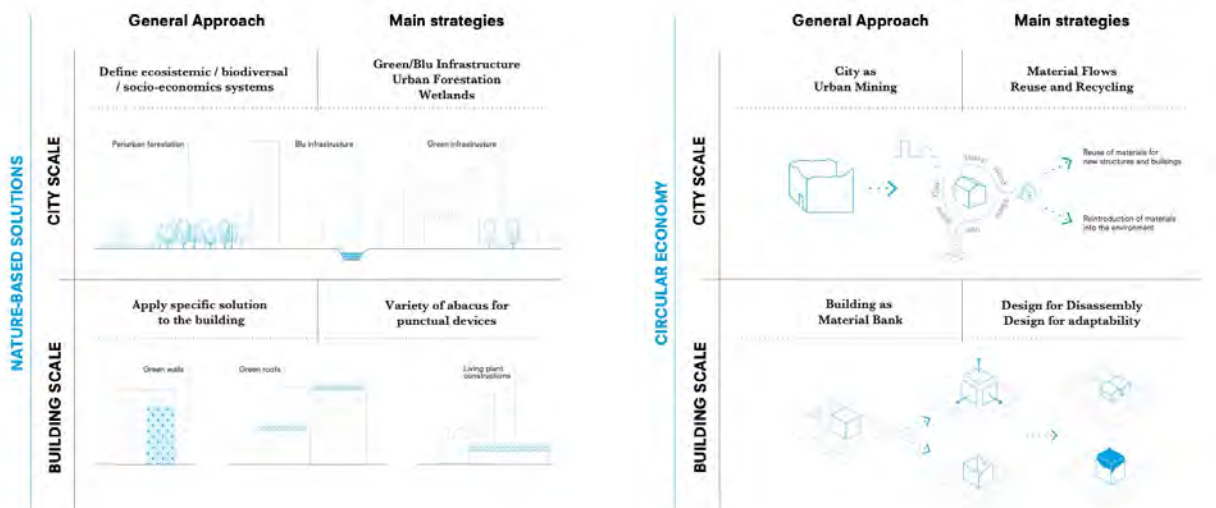 NATURE-BASED SOLUTIONS
General Approach
Main strategies
CITY SCALE
Define ecosistemic / biodiversal
/ socio-economics systems
Green/Blu Infrastructure
Urban Forestation
Wetlands
Periurban forestation
Blu infrastructure
Green infrastructure
BUILDING SCALE
Apply specific solution
to the building
Variety of abacus for
punctual devices
Green walls
Green roofs
Living plant
constructions
CIRCULAR ECONOMY
General Approach
Main strategies
CITY SCALE
City as
Urban Mining
Material Flows
Reuse and Recycling
Reuse of materials for
new structures and buildings
Reintroduction of materials
into the environment
BUILDING SCALE
Building as
Material Bank
Design for Disassembly
Design for adaptability